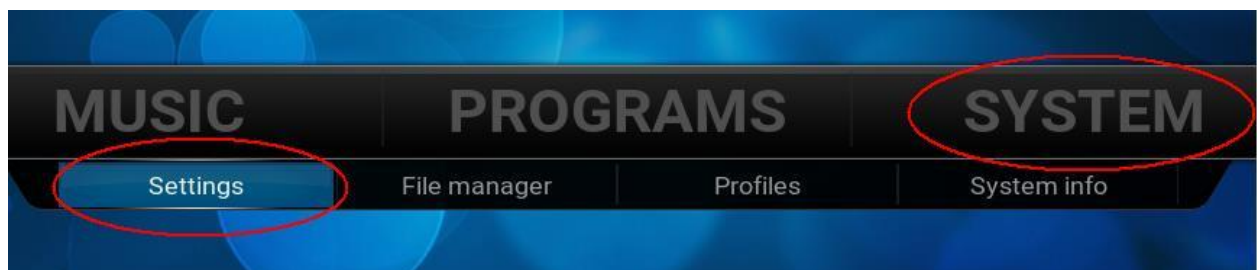 MUSIC PROGRAMS SYSTEM
Settings File manager Profiles System info